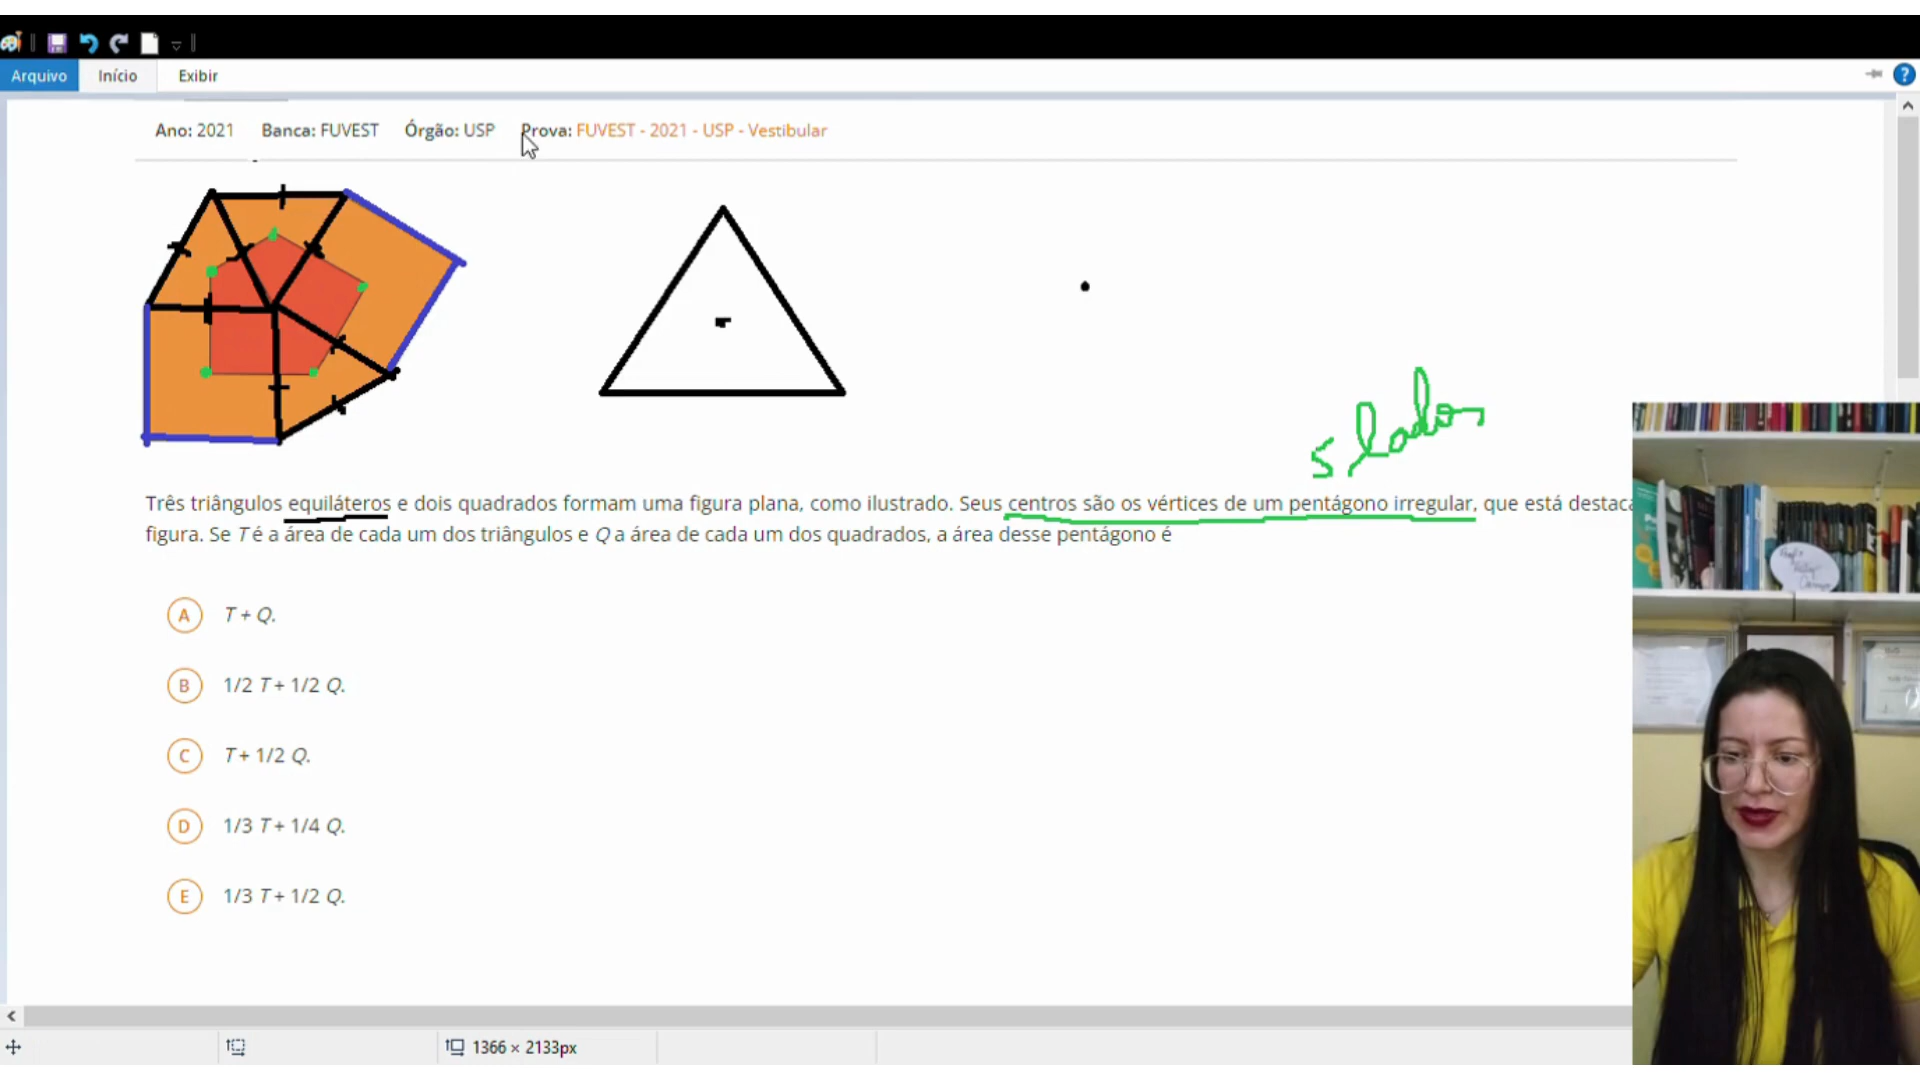 Arquivo Início Exibir
Ano: 2021 Banca: FUVEST Órgão: USP Prova: FUVEST - 2021 - USP - Vestibular
5 lados
Três triângulos equiláteros e dois quadrados formam uma figura plana, como ilustrado. Seus centros são os vértices de um pentágono irregular, que está destaca
figura. Se T é a área de cada um dos triângulos e Q a área de cada um dos quadrados, a área desse pentágono é
A T + Q.
B 1/2 T + 1/2 Q.
C T + 1/2 Q.
D 1/3 T + 1/4 Q.
E 1/3 T + 1/2 Q.
1366 × 2133px